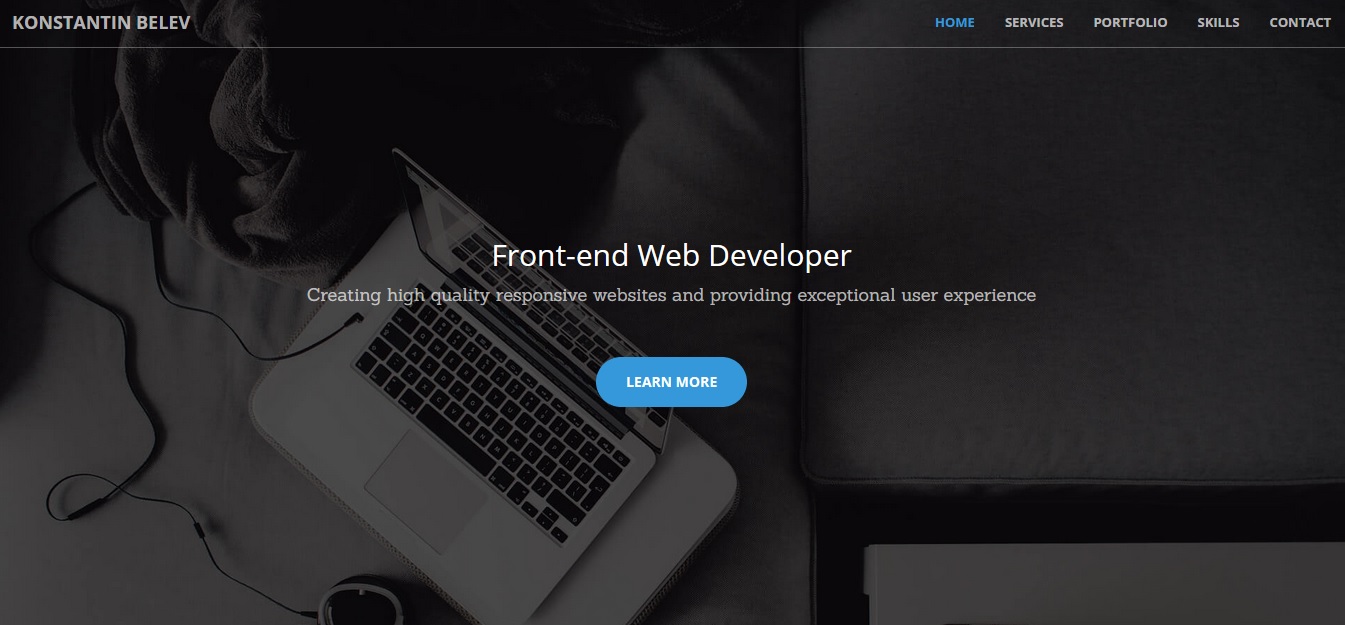 KONSTANTIN BELEV
HOME SERVICES PORTFOLIO SKILLS CONTACT
Front-end Web Developer
Creating high quality responsive websites and providing exceptional user experience
LEARN MORE